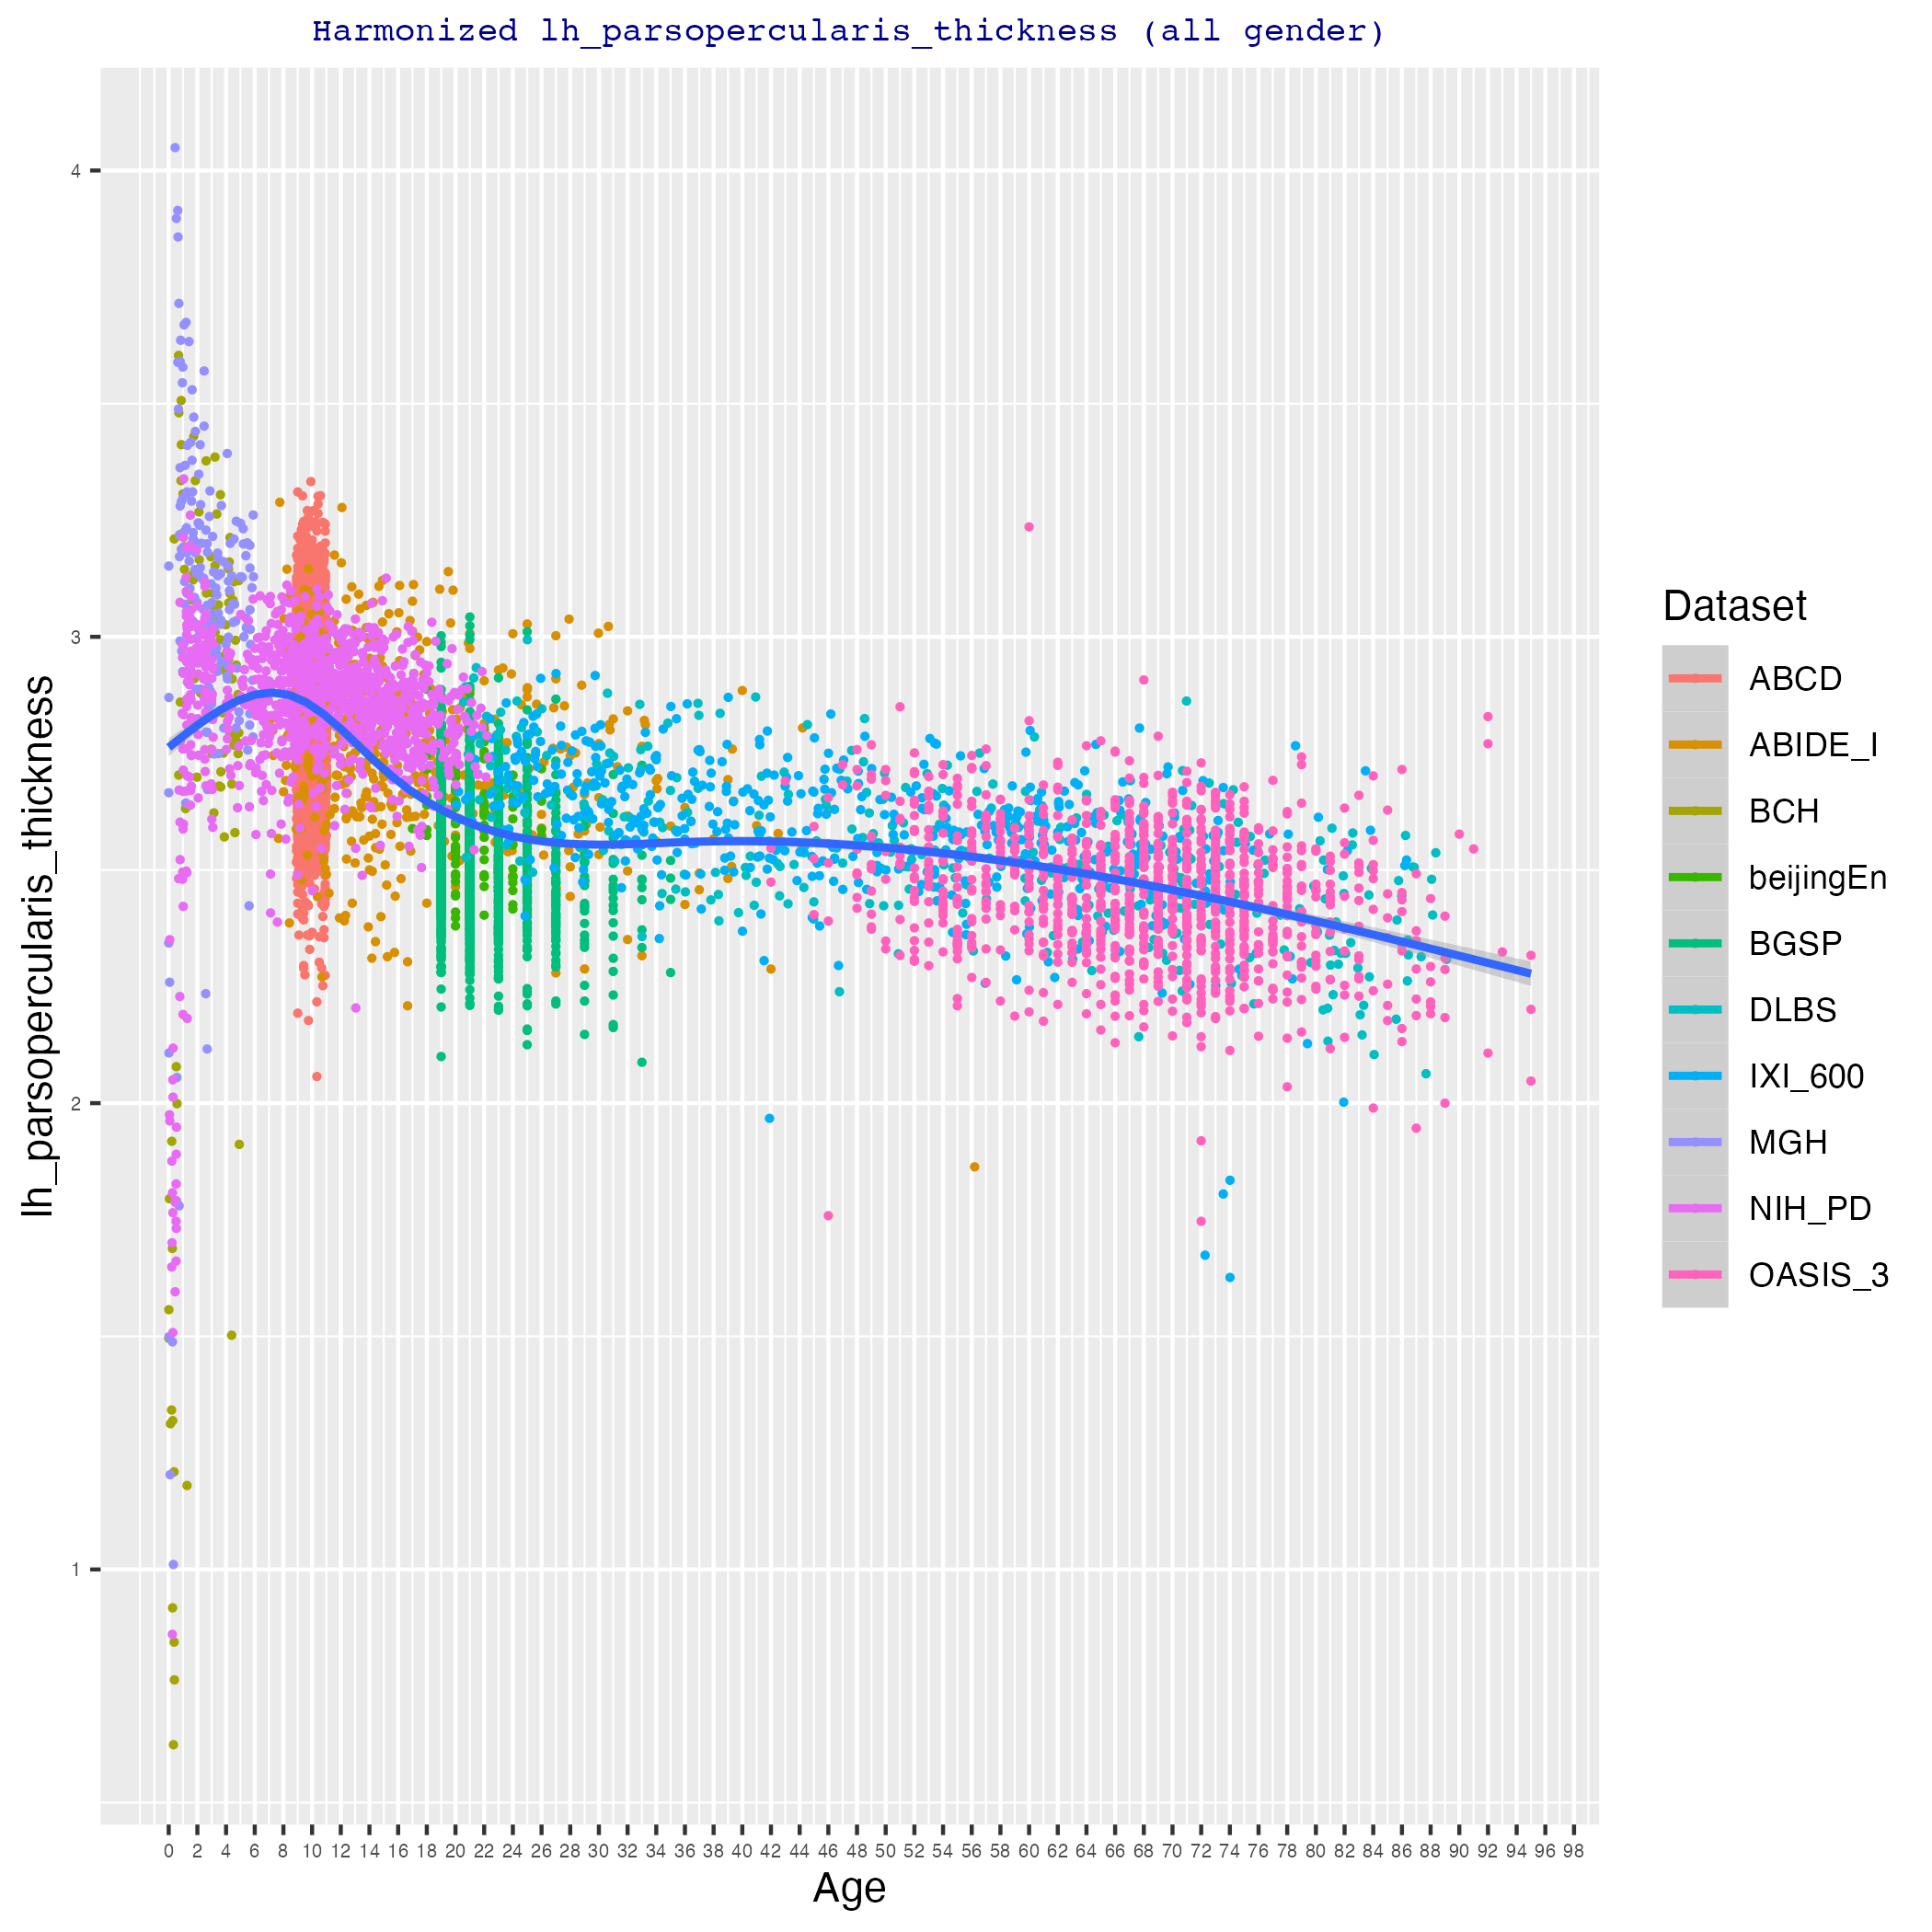 Harmonized lh_parsopercularis_thickness (all gender)
lh_parsopercularis_thickness
4
3
2
1
0 2 4 6 8 10 12 14 16 18 20 22 24 26 28 30 32 34 36 38 40 42 44 46 48 50 52 54 56 58 60 62 64 66 68 70 72 74 76 78 80 82 84 86 88 90 92 94 96 98
Age
Dataset
ABCD
ABIDE_I
BCH
beijingEn
BGSP
DLBS
IXI_600
MGH
NIH_PD
OASIS_3